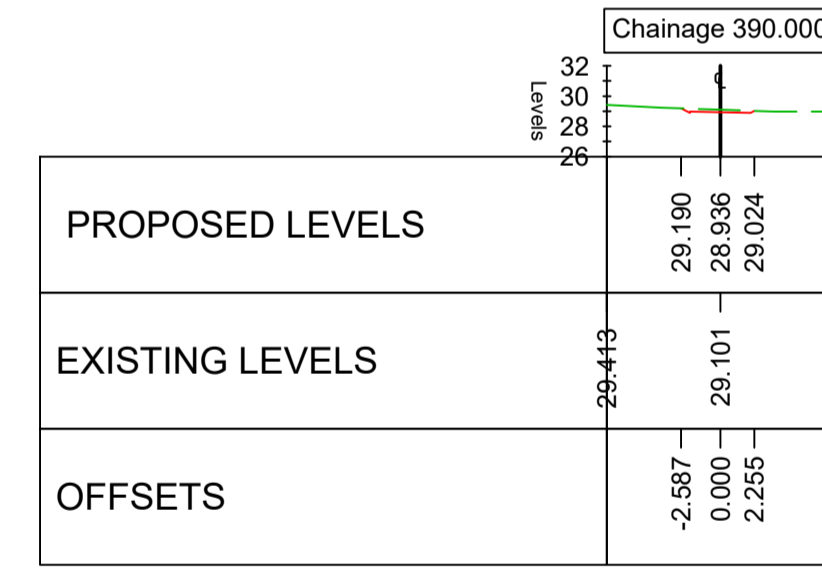 Chainage 390.000
32
30
28
26
Levels
PROPOSED LEVELS
29.190
28.936
29.024
EXISTING LEVELS
29.413
29.101
OFFSETS
-2.587
0.000
2.255